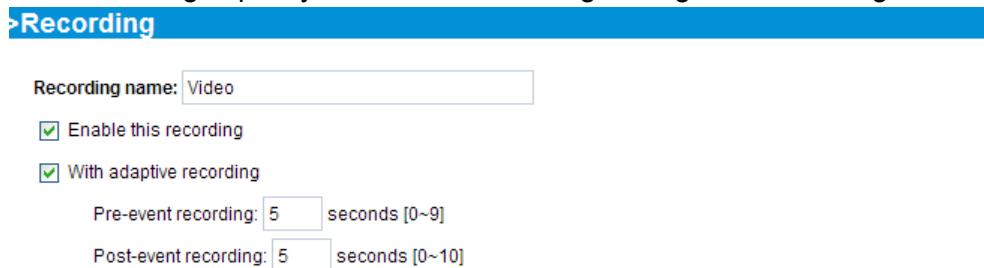 >Recording
Recording name: Video
Enable this recording
With adaptive recording
Pre-event recording: 5 seconds [0~9]
Post-event recording: 5 seconds [0~10]